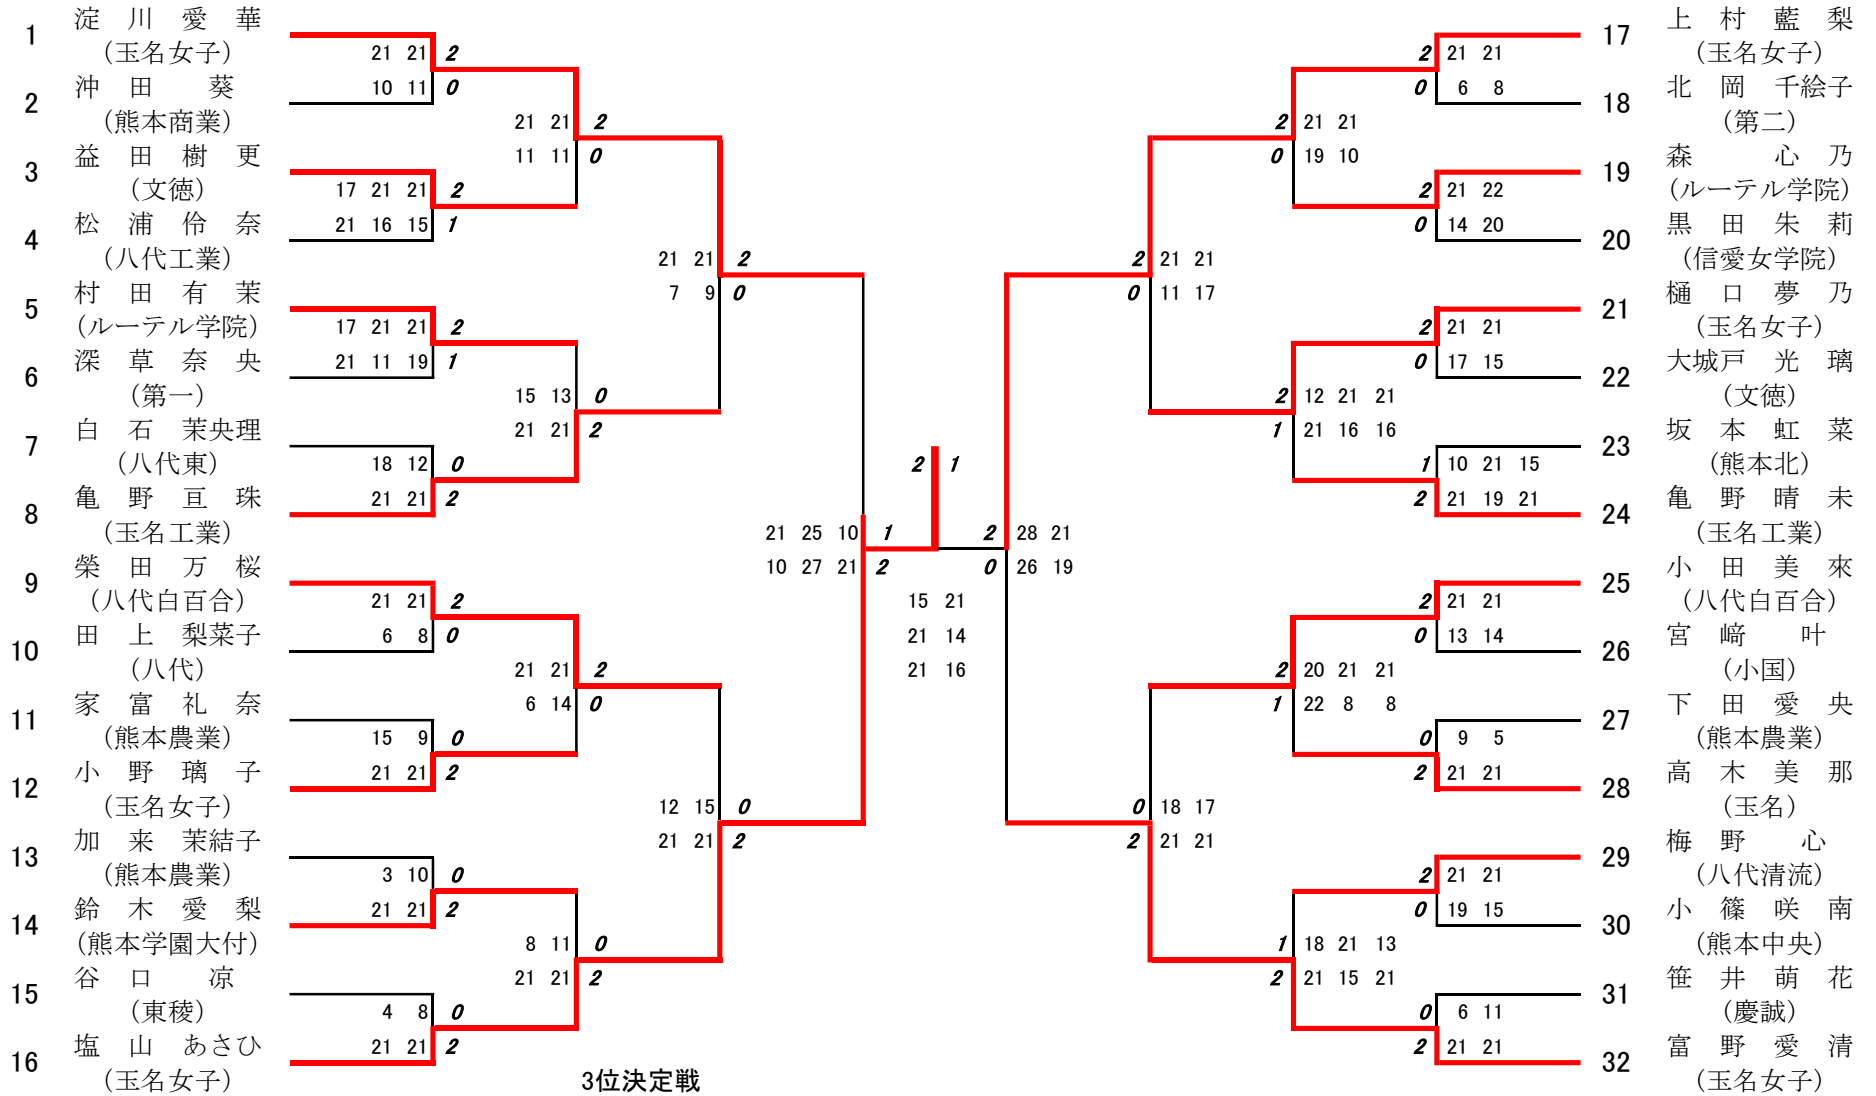 1 淀川愛華
(玉名女子)
21 21 2
2 沖田 葵
10 11 0
(熊本商業)
21 21 2
11 11 0
3 益田樹更
(文徳)
17 21 21 2
4 松浦伶奈
21 16 15 1
(八代工業)
21 21 2
7 9 0
5 村田有茉
(ルーテル学院)
17 21 21 2
6 深草奈央
21 11 19 1
(第一)
15 13 0
21 21 2
7 白石茉央理
(八代東)
18 12 0
8 亀野亘珠
21 21 2
(玉名工業)
21 25 10 1
10 27 21 2
9 榮田万桜
(八代白百合)
21 21 2
10 田上梨菜子
6 8 0
(八代)
21 21 2
6 14 0
11 家富礼奈
(熊本農業)
15 9 0
12 小野璃子
21 21 2
(玉名女子)
12 15 0
21 21 2
13 加来茉結子
(熊本農業)
3 10 0
14 鈴木愛梨
21 21 2
(熊本学園大付)
8 11 0
21 21 2
15 谷口 凉
(東稜)
4 8 0
16 塩山あさひ
21 21 2
(玉名女子)
3位決定戦
2 1
15 21
21 14
21 16
17 上村藍梨
(玉名女子)
2 21 21
18 北岡千絵子
0 6 8
(第二)
2 21 21
0 19 10
19 森 心乃
(ルーテル学院)
2 21 22
20 黒田朱莉
0 14 20
(信愛女学院)
2 21 21
0 11 17
21 樋口夢乃
(玉名女子)
2 21 21
22 大城戸光璃
0 17 15
(文徳)
2 12 21 21
1 21 16 16
23 坂本虹菜
(熊本北)
1 10 21 15
24 亀野晴未
2 21 19 21
(玉名工業)
2 28 21
0 26 19
25 小田美來
(八代白百合)
2 21 21
26 宮﨑 叶
0 13 14
(小国)
2 20 21 21
1 22 8 8
27 下田愛央
(熊本農業)
0 9 5
28 高木美那
2 21 21
(玉名)
0 18 17
2 21 21
29 梅野 心
(八代清流)
2 21 21
30 小篠咲南
0 19 15
(熊本中央)
1 18 21 13
2 21 15 21
31 笹井萌花
(慶誠)
0 6 11
32 富野愛清
2 21 21
(玉名女子)